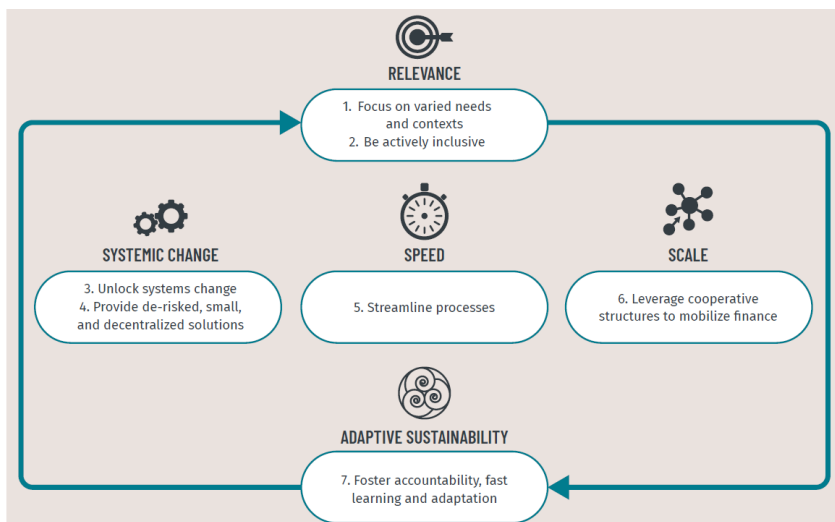 RELEVANCE
1. Focus on varied needs
and contexts
2. Be actively inclusive
SYSTEMIC CHANGE
3. Unlock systems change
4. Provide de-risked, small,
and decentralized solutions
SPEED
5. Streamline processes
SCALE
6. Leverage cooperative
structures to mobilize finance
ADAPTIVE SUSTAINABILITY
7. Foster accountability, fast
learning and adaptation